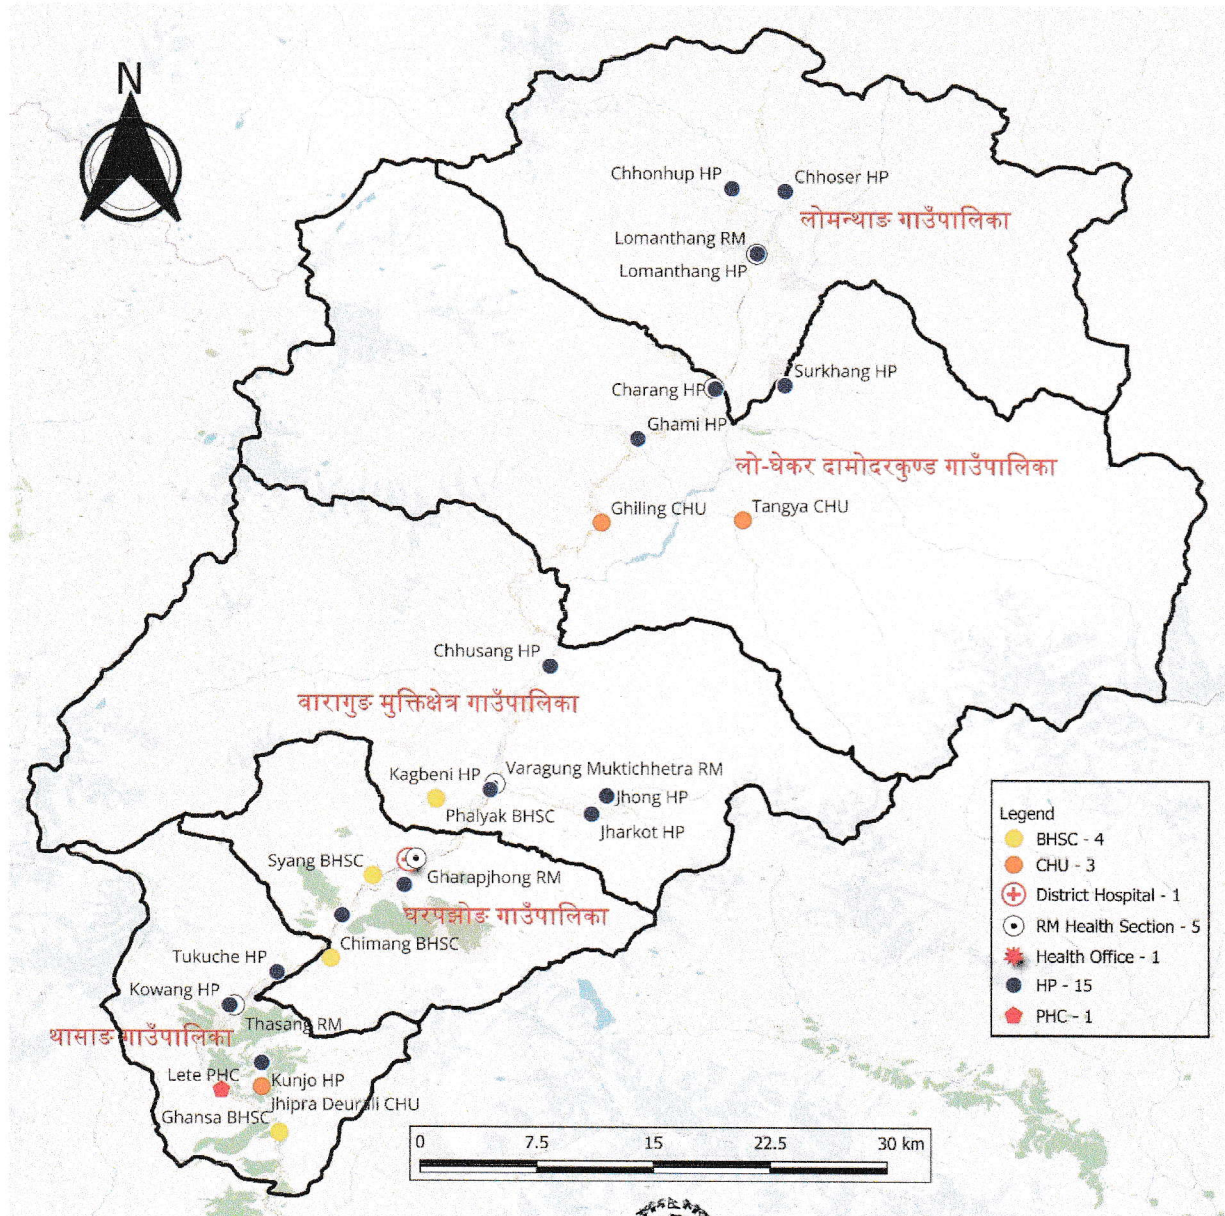 N
Chhonhup HP
Chhoser HP
लोमन्थाङ गाउँपालिका
Lomanthang RM
Lomanthang HP
Surkhang HP
Charang HP
Ghami HP
लो-घेकर दामोदरकुण्ड गाउँपालिका
Ghiling CHU
Tangya CHU
Chhusang HP
वारागुङ मुक्तिक्षेत्र गाउँपालिका
Varagung Muktichhetra RM
Kagbeni HP
Jhong HP
Phalyak BHSC
Jharkot HP
Syang BHSC
Gharapjhong RM
घरपझोङ गाउँपालिका
Chimang BHSC
Tukuche HP
Kowang HP
Thasang RM
थासाङ गाउँपालिका
Lete PHC
Kunjo HP
Jhipra Deurali CHU
Ghansa BHSC
Legend
BHSC - 4
CHU - 3
District Hospital - 1
RM Health Section - 5
Health Office - 1
HP - 15
PHC - 1
0 7.5 15 22.5 30 km